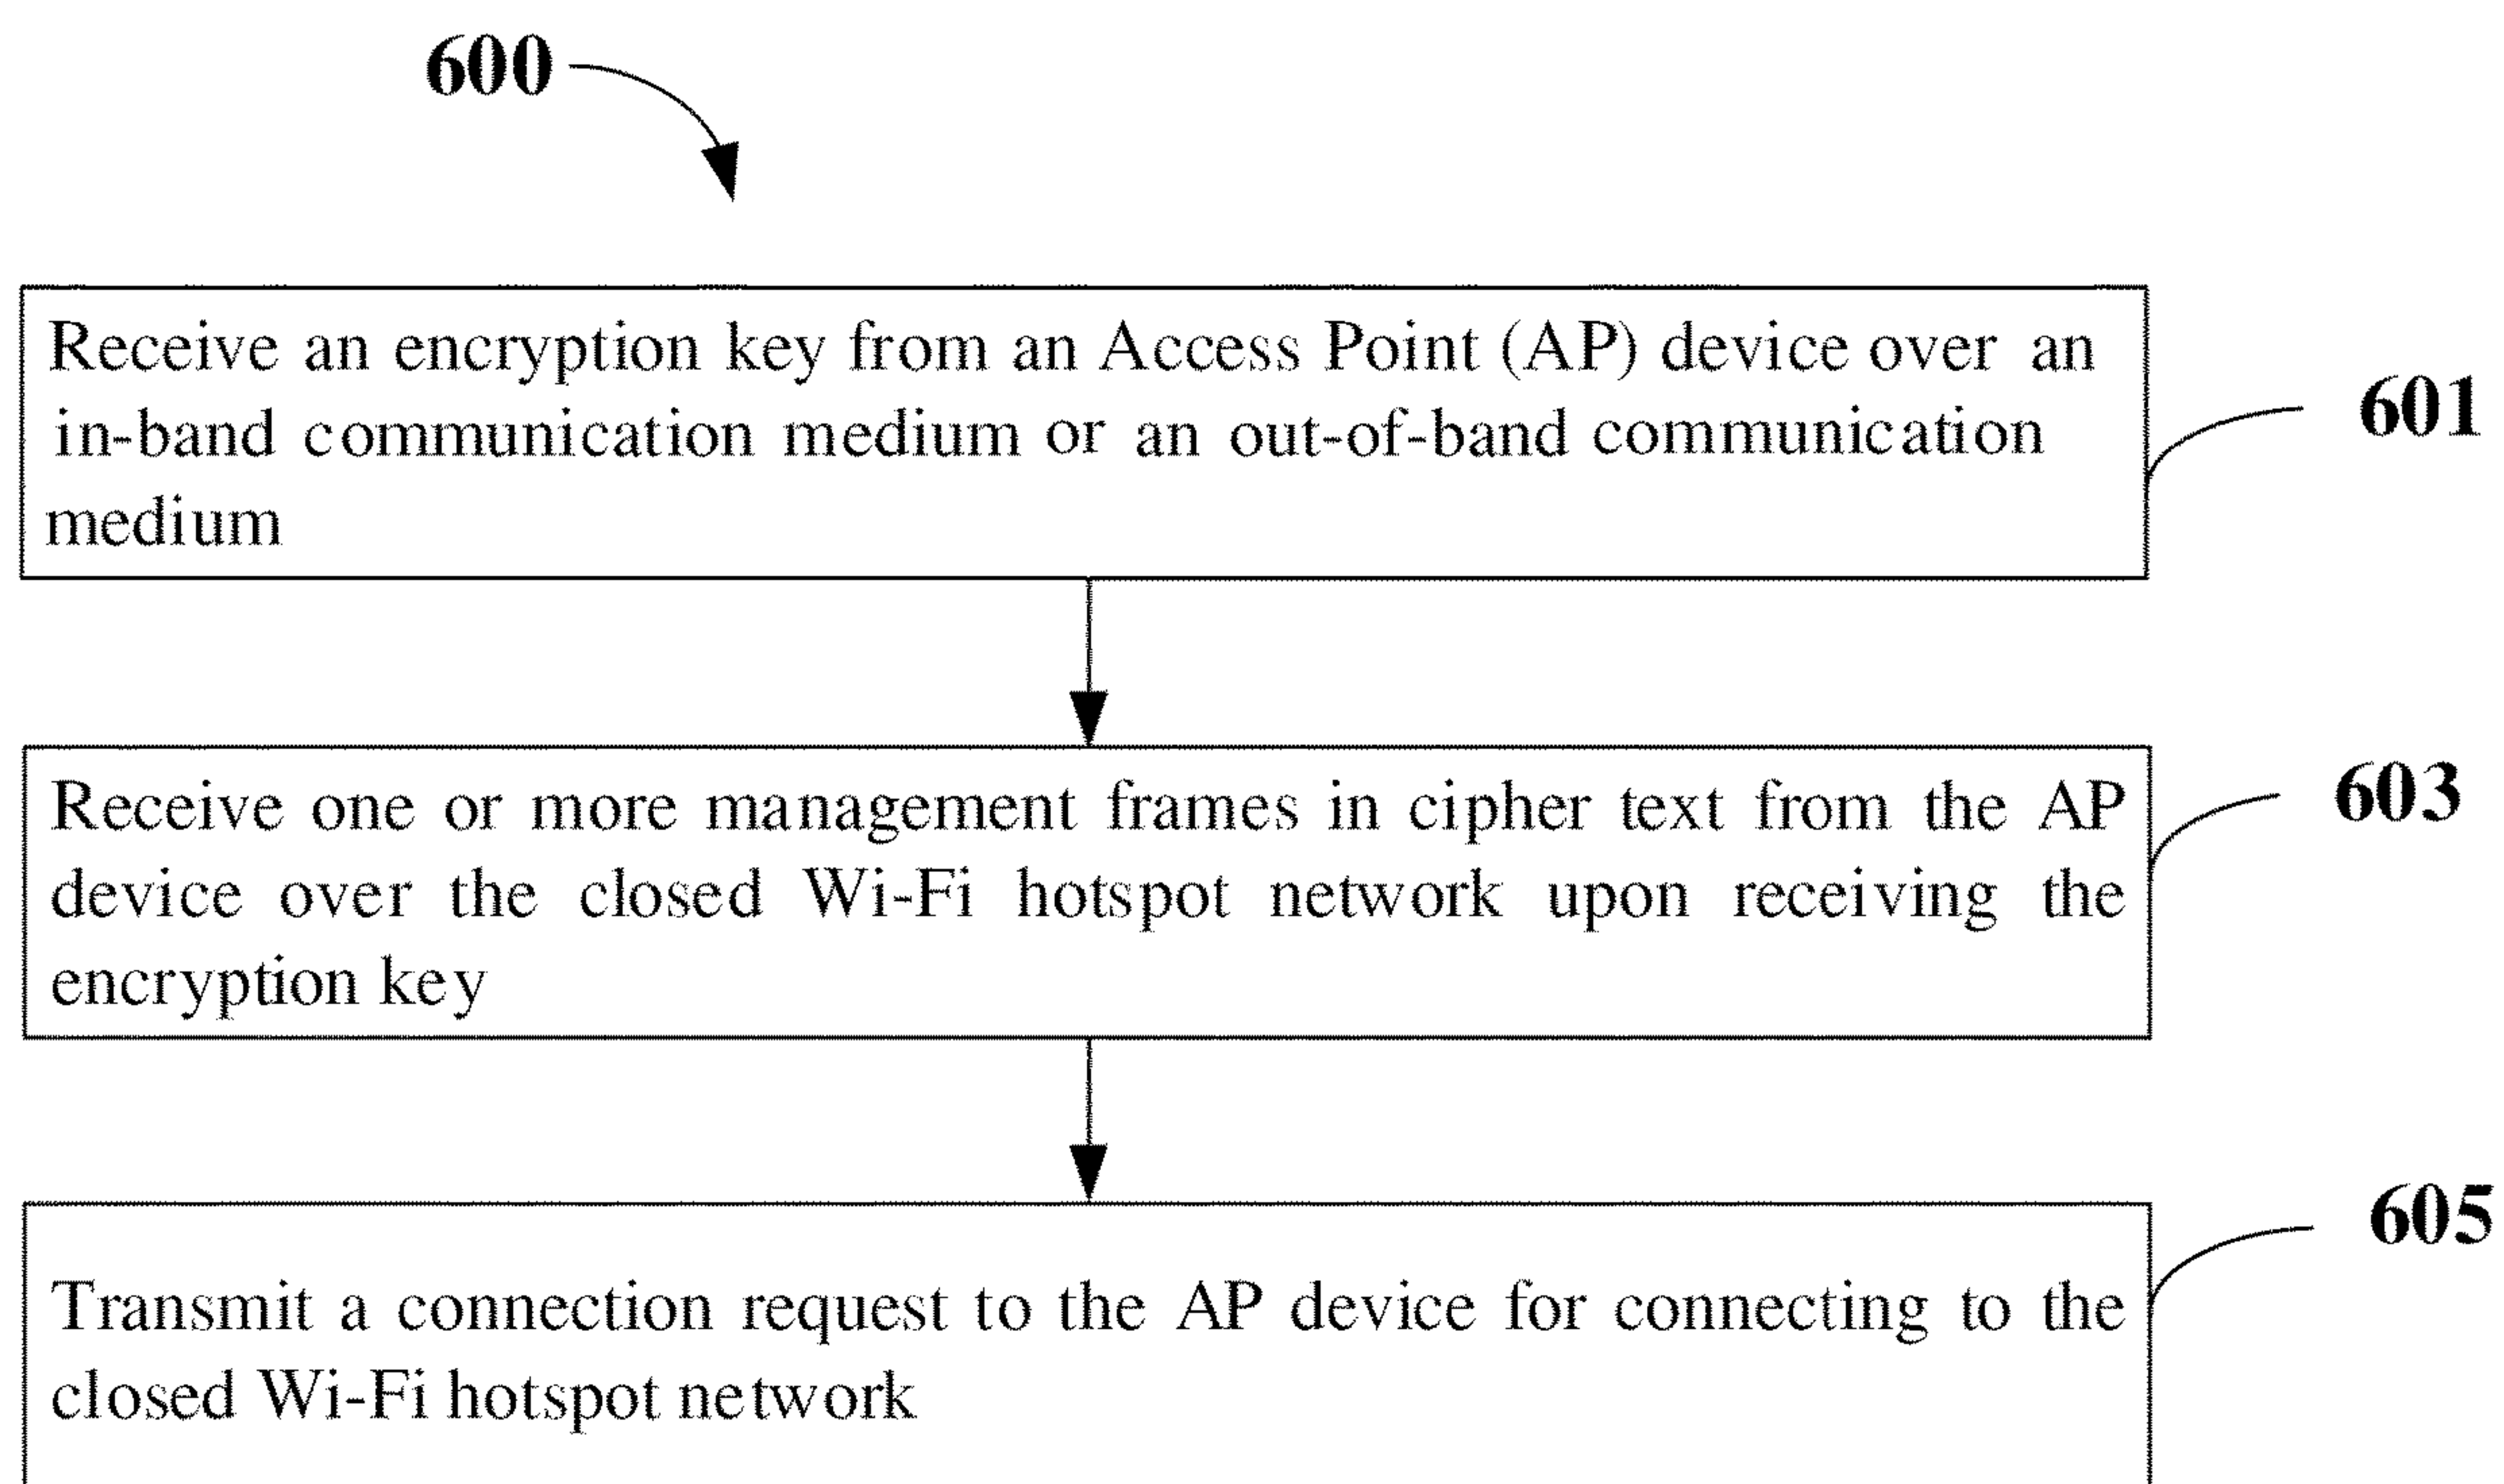 600
Receive an encryption key from an Access Point (AP) device over an
in-band communication medium or an out-of-band communication
medium
601
Receive one or more management frames in cipher text from the AP
device over the closed Wi-Fi hotspot network upon receiving the
encryption key
603
Transmit a connection request to the AP device for connecting to the
closed Wi-Fi hotspot network
605